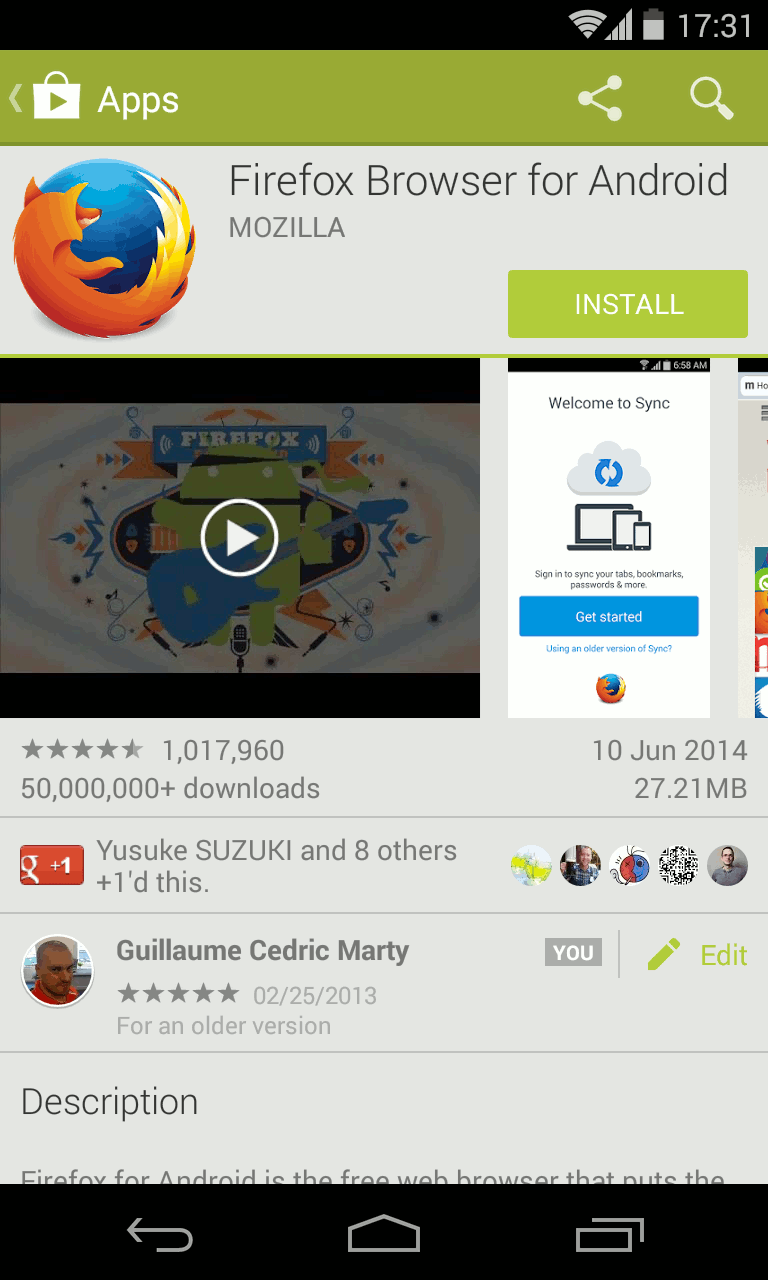 17:31
Apps
Firefox Browser for Android
MOZILLA
INSTALL
FIREFOX
6:58 AM
Welcome to Sync
Sign in to sync your tabs, bookmarks,
passwords & more.
Get started
Using an older version of Sync?
m Ho
1,017,960
10 Jun 2014
50,000,000+ downloads
27.21MB
g +1
Yusuke SUZUKI and 8 others
+1'd this.
Guillaume Cedric Marty
YOU
Edit
02/25/2013
For an older version
Description
Firefox for Android is the free web browser that puts the